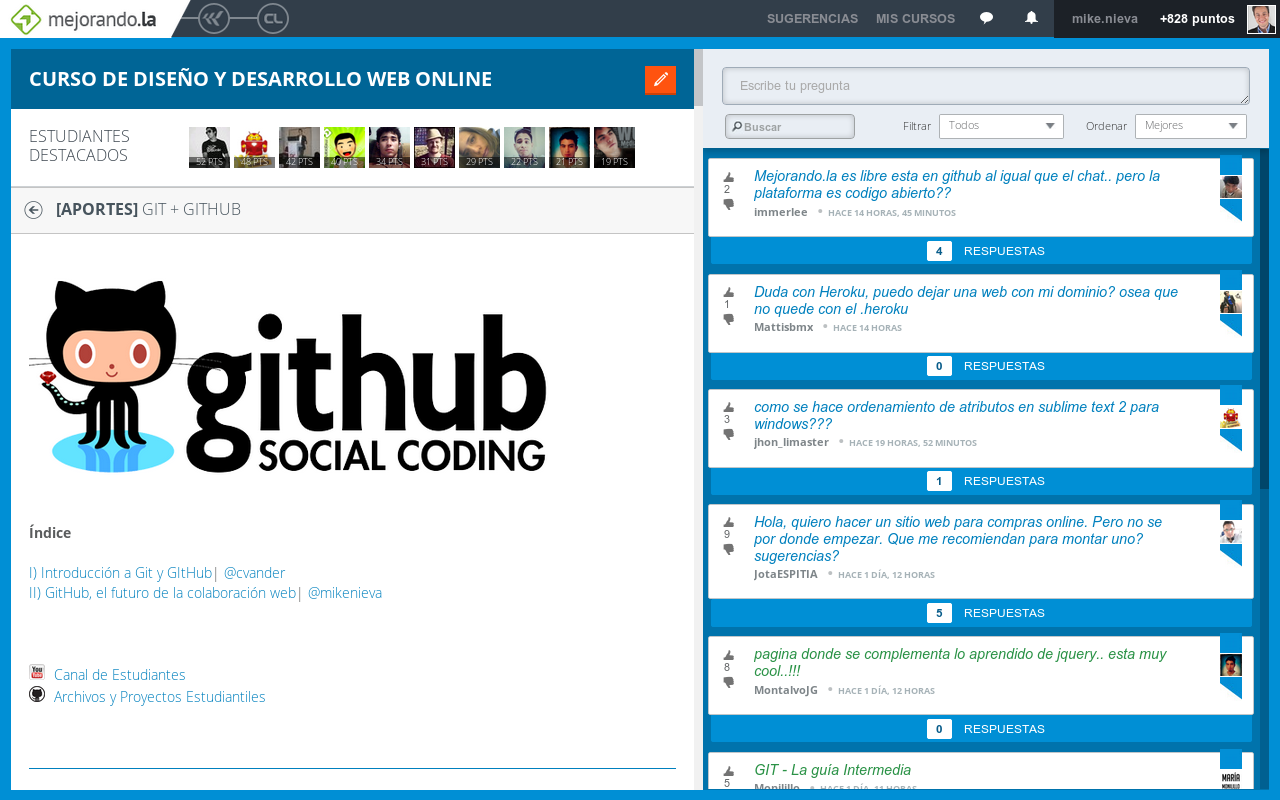 mejorando.la
CL
SUGERENCIAS
MIS CURSOS
mike.nieva
+828 puntos
CURSO DE DISEÑO Y DESARROLLO WEB ONLINE
ESTUDIANTES
DESTACADOS
52 PTS
48 PTS
42 PTS
40 PTS
34 PTS
31 PTS
29 PTS
22 PTS
21 PTS
19 PTS
[APORTES] GIT + GITHUB
github
SOCIAL CODING
Índice
I) Introducción a Git y GItHub| @cvander
II) GitHub, el futuro de la colaboración web| @mikenieva
You
Tube
Canal de Estudiantes
Archivos y Proyectos Estudiantiles
Escribe tu pregunta
Buscar
Filtrar
Todos
Ordenar
Mejores
2
Mejorando.la es libre esta en github al igual que el chat.. pero la
plataforma es codigo abierto??
immerlee • HACE 14 HORAS, 45 MINUTOS
4 RESPUESTAS
1
Duda con Heroku, puedo dejar una web con mi dominio? osea que
no quede con el .heroku
Mattisbmx • HACE 14 HORAS
0 RESPUESTAS
3
como se hace ordenamiento de atributos en sublime text 2 para
windows???
jhon_limaster • HACE 19 HORAS, 52 MINUTOS
1 RESPUESTAS
9
Hola, quiero hacer un sitio web para compras online. Pero no se
por donde empezar. Que me recomiendan para montar uno?
sugerencias?
JotaESPITIA • HACE 1 DÍA, 12 HORAS
5 RESPUESTAS
8
pagina donde se complementa lo aprendido de jquery.. esta muy
cool..!!!
MontalvoJG • HACE 1 DÍA, 12 HORAS
0 RESPUESTAS
5
GIT - La guía Intermedia
Monjilillo • HACE 1 DÍA, 11 HORAS
MARÍA